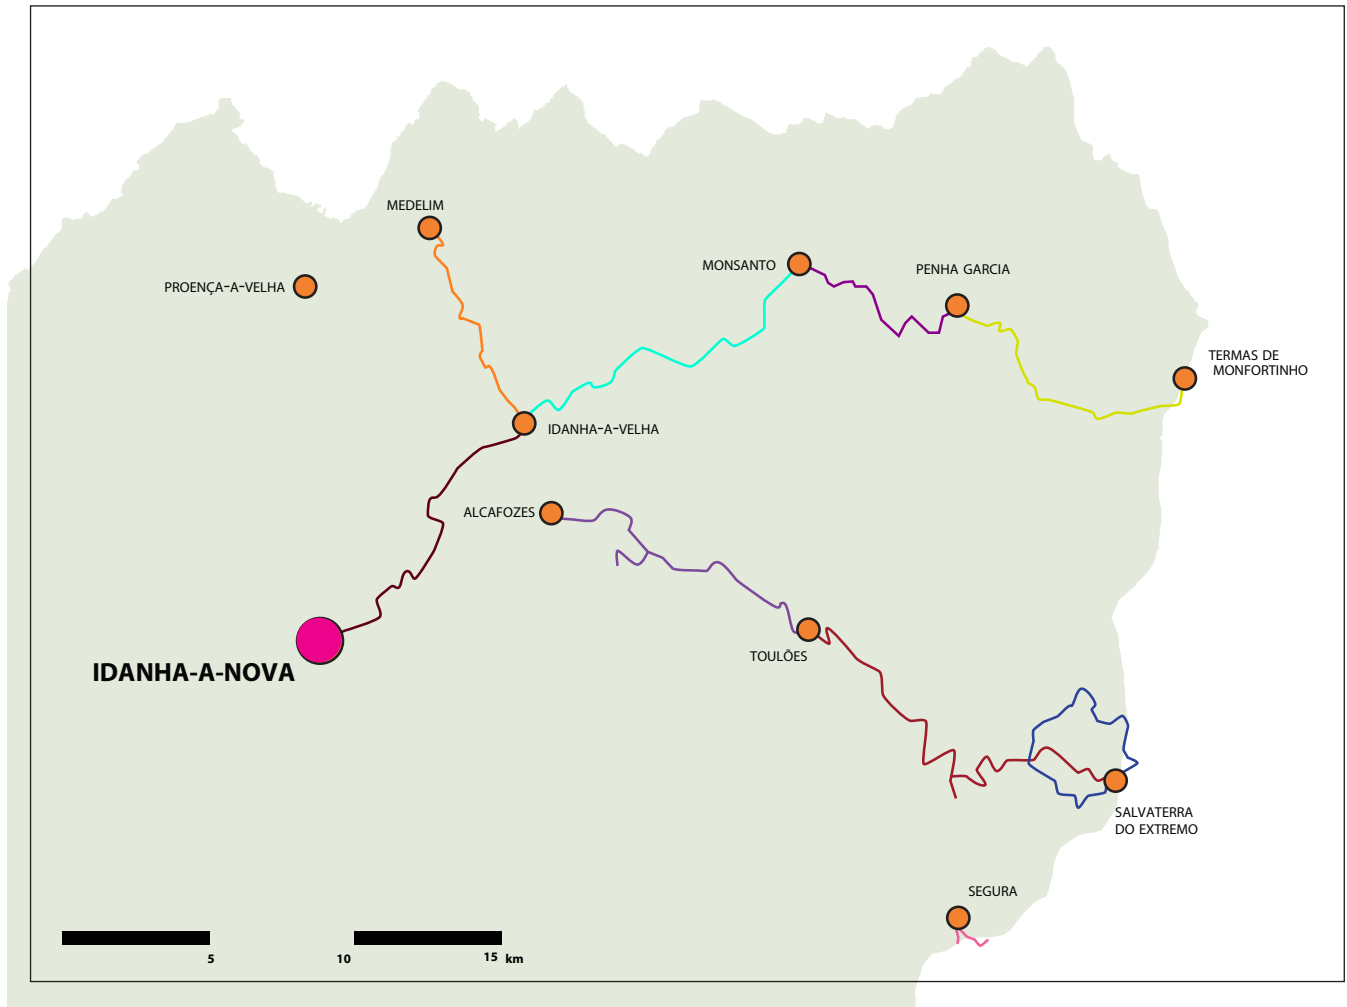 MEDELIM
MONSANTO
PENHA GARCIA
PROENÇA-A-VELHA
TERMAS DE
MONFORTINHO
IDANHA-A-VELHA
ALCAFOZES
TOULÕES
IDANHA-A-NOVA
SALVATERRA
DO EXTREMO
SEGURA
5 10 15 km